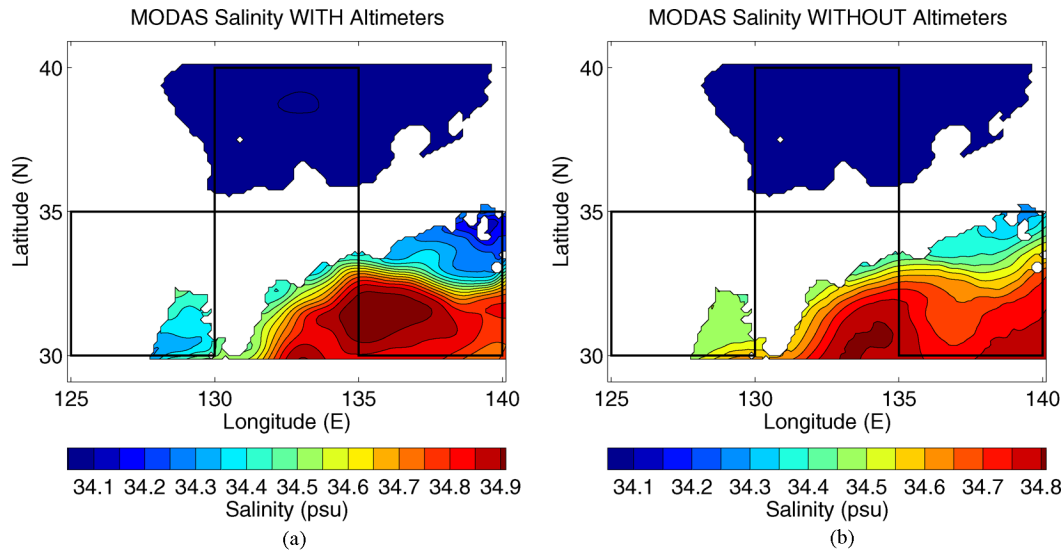 MODAS Salinity WITH Altimeters
40
35
30
Latitude (N)
125 130 135 140
Longitude (E)
34.1 34.2 34.3 34.4 34.5 34.6 34.7 34.8 34.9
Salinity (psu)
(a)
MODAS Salinity WITHOUT Altimeters
40
35
30
Latitude (N)
125 130 135 140
Longitude (E)
34.1 34.2 34.3 34.4 34.5 34.6 34.7 34.8
Salinity (psu)
(b)